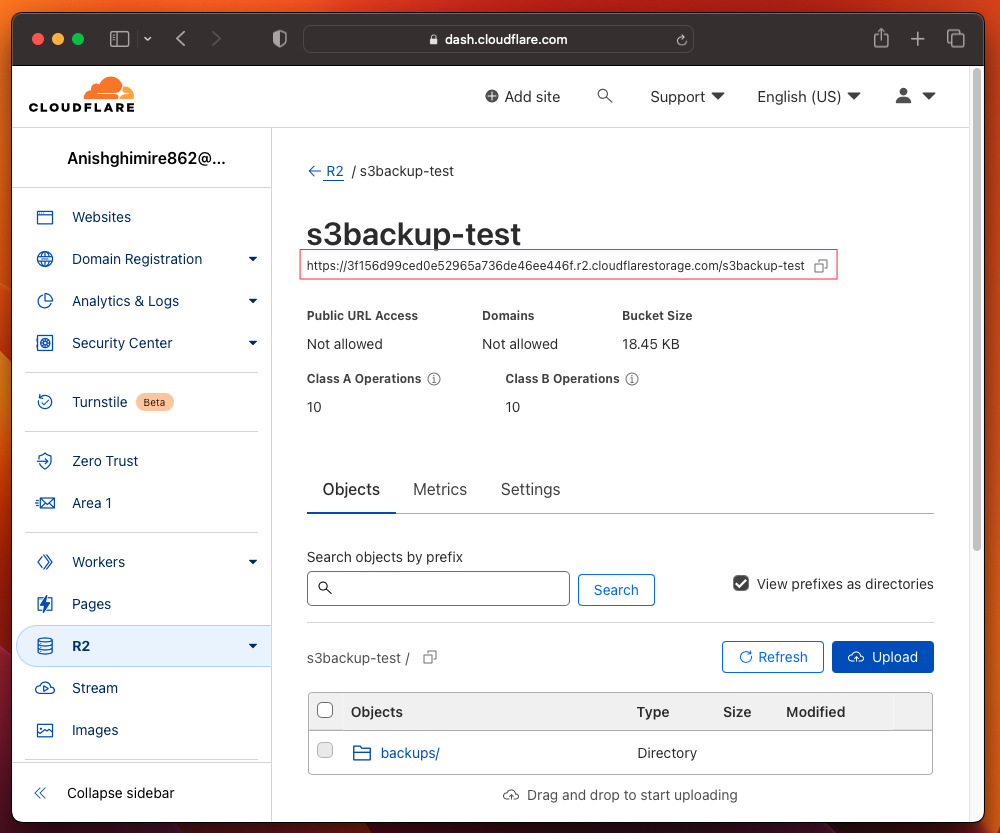 dash.cloudflare.com
CLOUDFLARE
Add site
Support
English (US)
Anishghimire862@...
Websites
Domain Registration
Analytics & Logs
Security Center
Turnstile Beta
Zero Trust
Area 1
Workers
Pages
R2
Stream
Images
Collapse sidebar
R2 / s3backup-test
s3backup-test
https://3f156d99ced0e52965a736de46ee446f.r2.cloudflarestorage.com/s3backup-test
Public URL Access Domains Bucket Size
Not allowed Not allowed 18.45 KB
Class A Operations Class B Operations
10 10
Objects Metrics Settings
Search objects by prefix
Search
View prefixes as directories
s3backup-test /
Refresh Upload
Objects Type Size Modified
backups/ Directory
Drag and drop to start uploading